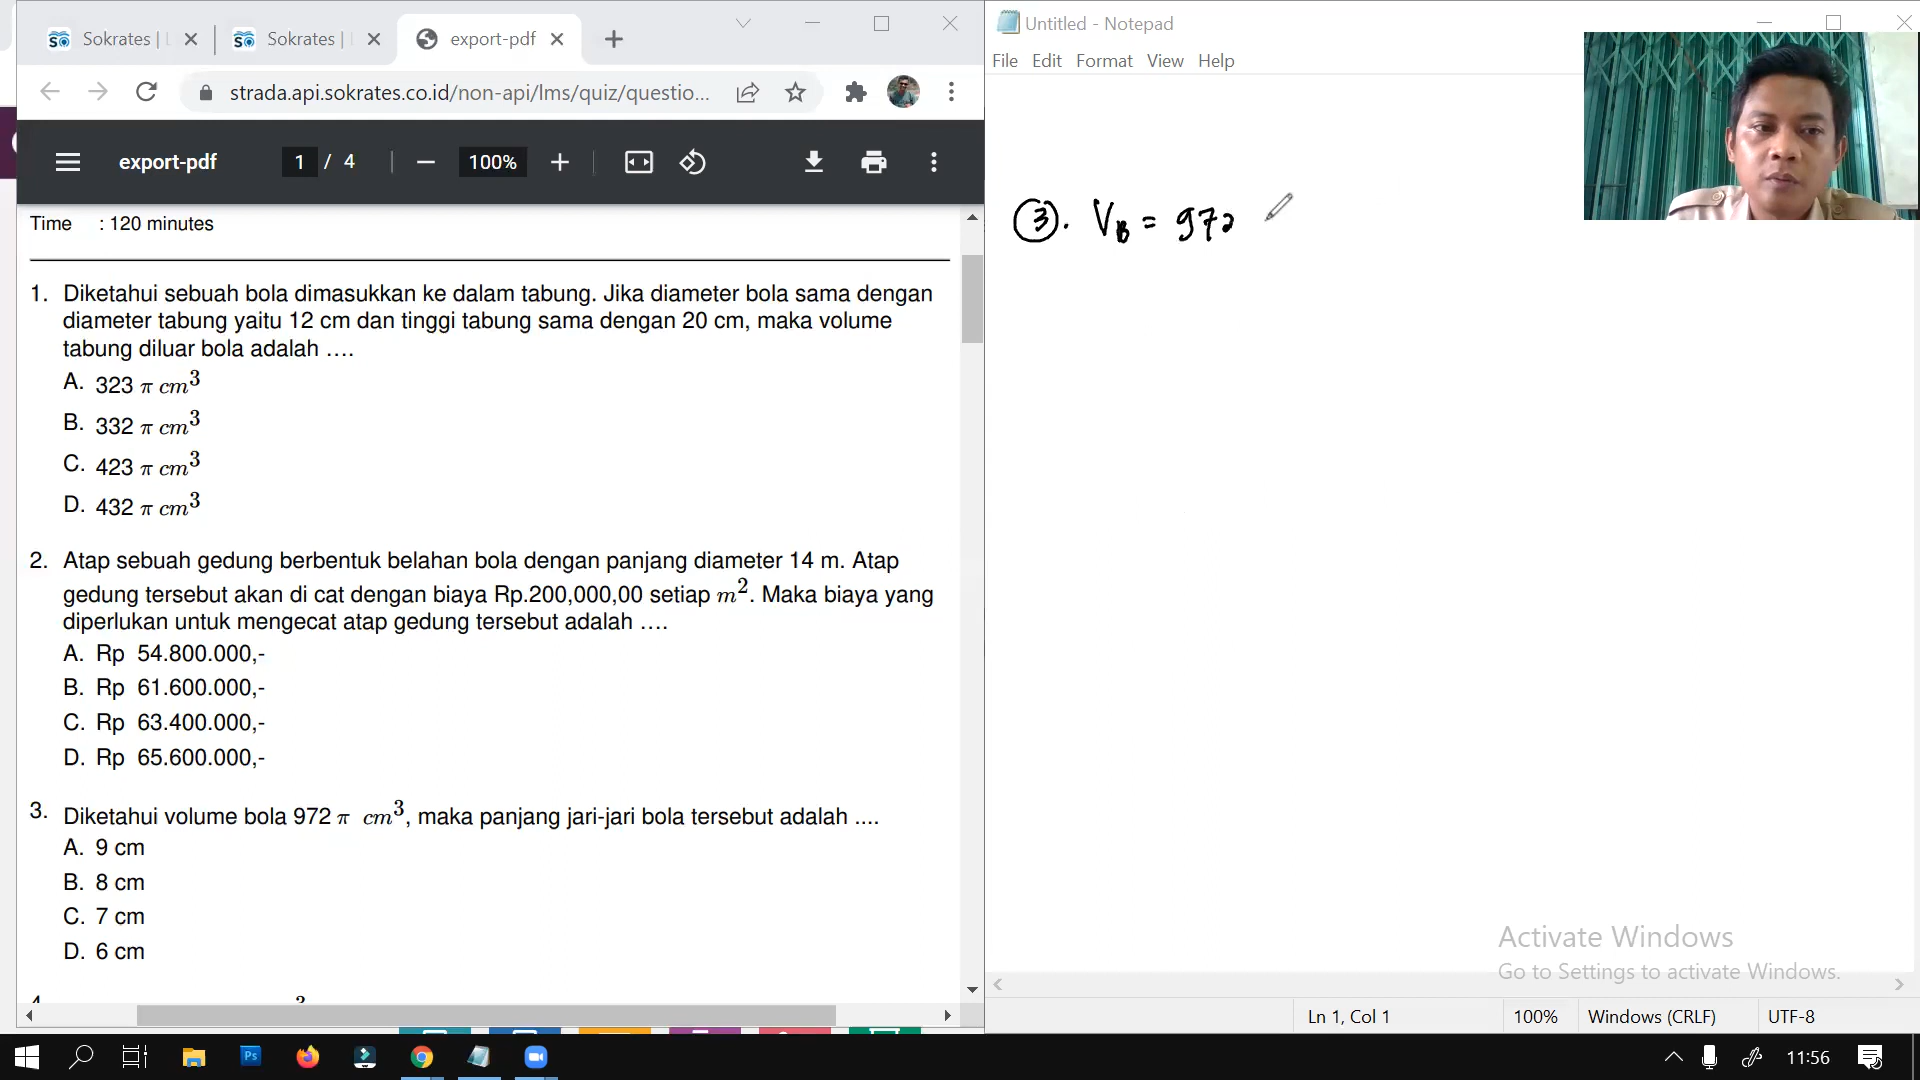 Sokrates |
Sokrates |
export-pdf
strada.api.sokrates.co.id/non-api/lms/quiz/questio...
export-pdf
1 / 4
100%
Time : 120 minutes
1. Diketahui sebuah bola dimasukkan ke dalam tabung. Jika diameter bola sama dengan
diameter tabung yaitu 12 cm dan tinggi tabung sama dengan 20 cm, maka volume
tabung diluar bola adalah ....
A. 323 π cm³
B. 332 π cm³
C. 423 π cm³
D. 432 π cm³
2. Atap sebuah gedung berbentuk belahan bola dengan panjang diameter 14 m. Atap
gedung tersebut akan di cat dengan biaya Rp.200,000,00 setiap m². Maka biaya yang
diperlukan untuk mengecat atap gedung tersebut adalah ....
A. Rp 54.800.000,-
B. Rp 61.600.000,-
C. Rp 63.400.000,-
D. Rp 65.600.000,-
3. Diketahui volume bola 972 π cm³, maka panjang jari-jari bola tersebut adalah ....
A. 9 cm
B. 8 cm
C. 7 cm
D. 6 cm
Untitled - Notepad
File Edit Format View Help
3. V_B = 972
Activate Windows
Go to Settings to activate Windows.
Ln 1, Col 1
100%
Windows (CRLF)
UTF-8
Ps
11:56